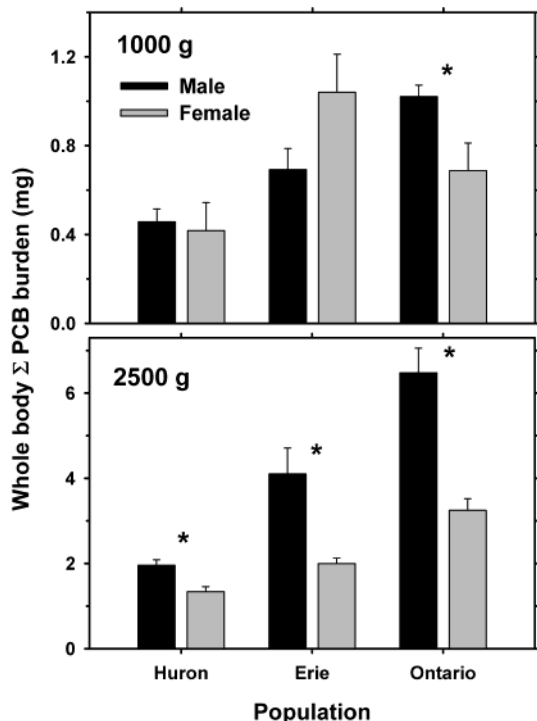 1000 g
Male
Female
*
1.2
0.8
0.4
0.0
Whole body Σ PCB burden (mg)
2500 g
*
*
*
6
4
2
0
Huron Erie Ontario
Population